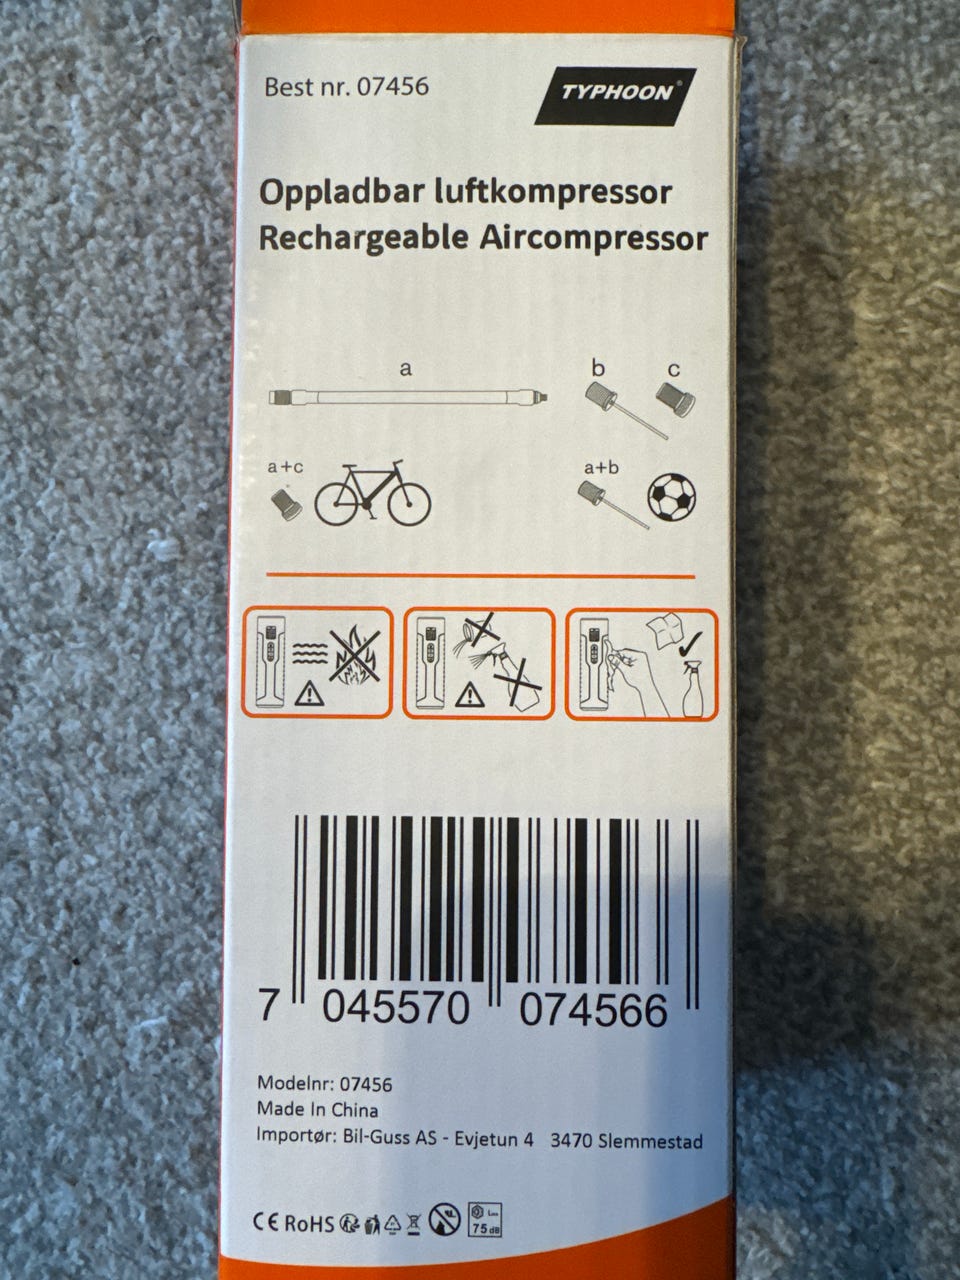 Best nr. 07456
TYPHOON®
Oppladbar luftkompressor
Rechargeable Aircompressor
a
b
c
a+c
a+b
7 045570 074566
Modelnr: 07456
Made In China
Importør: Bil-Guss AS - Evjetun 4 3470 Slemmestad
CE RoHS
75 dB